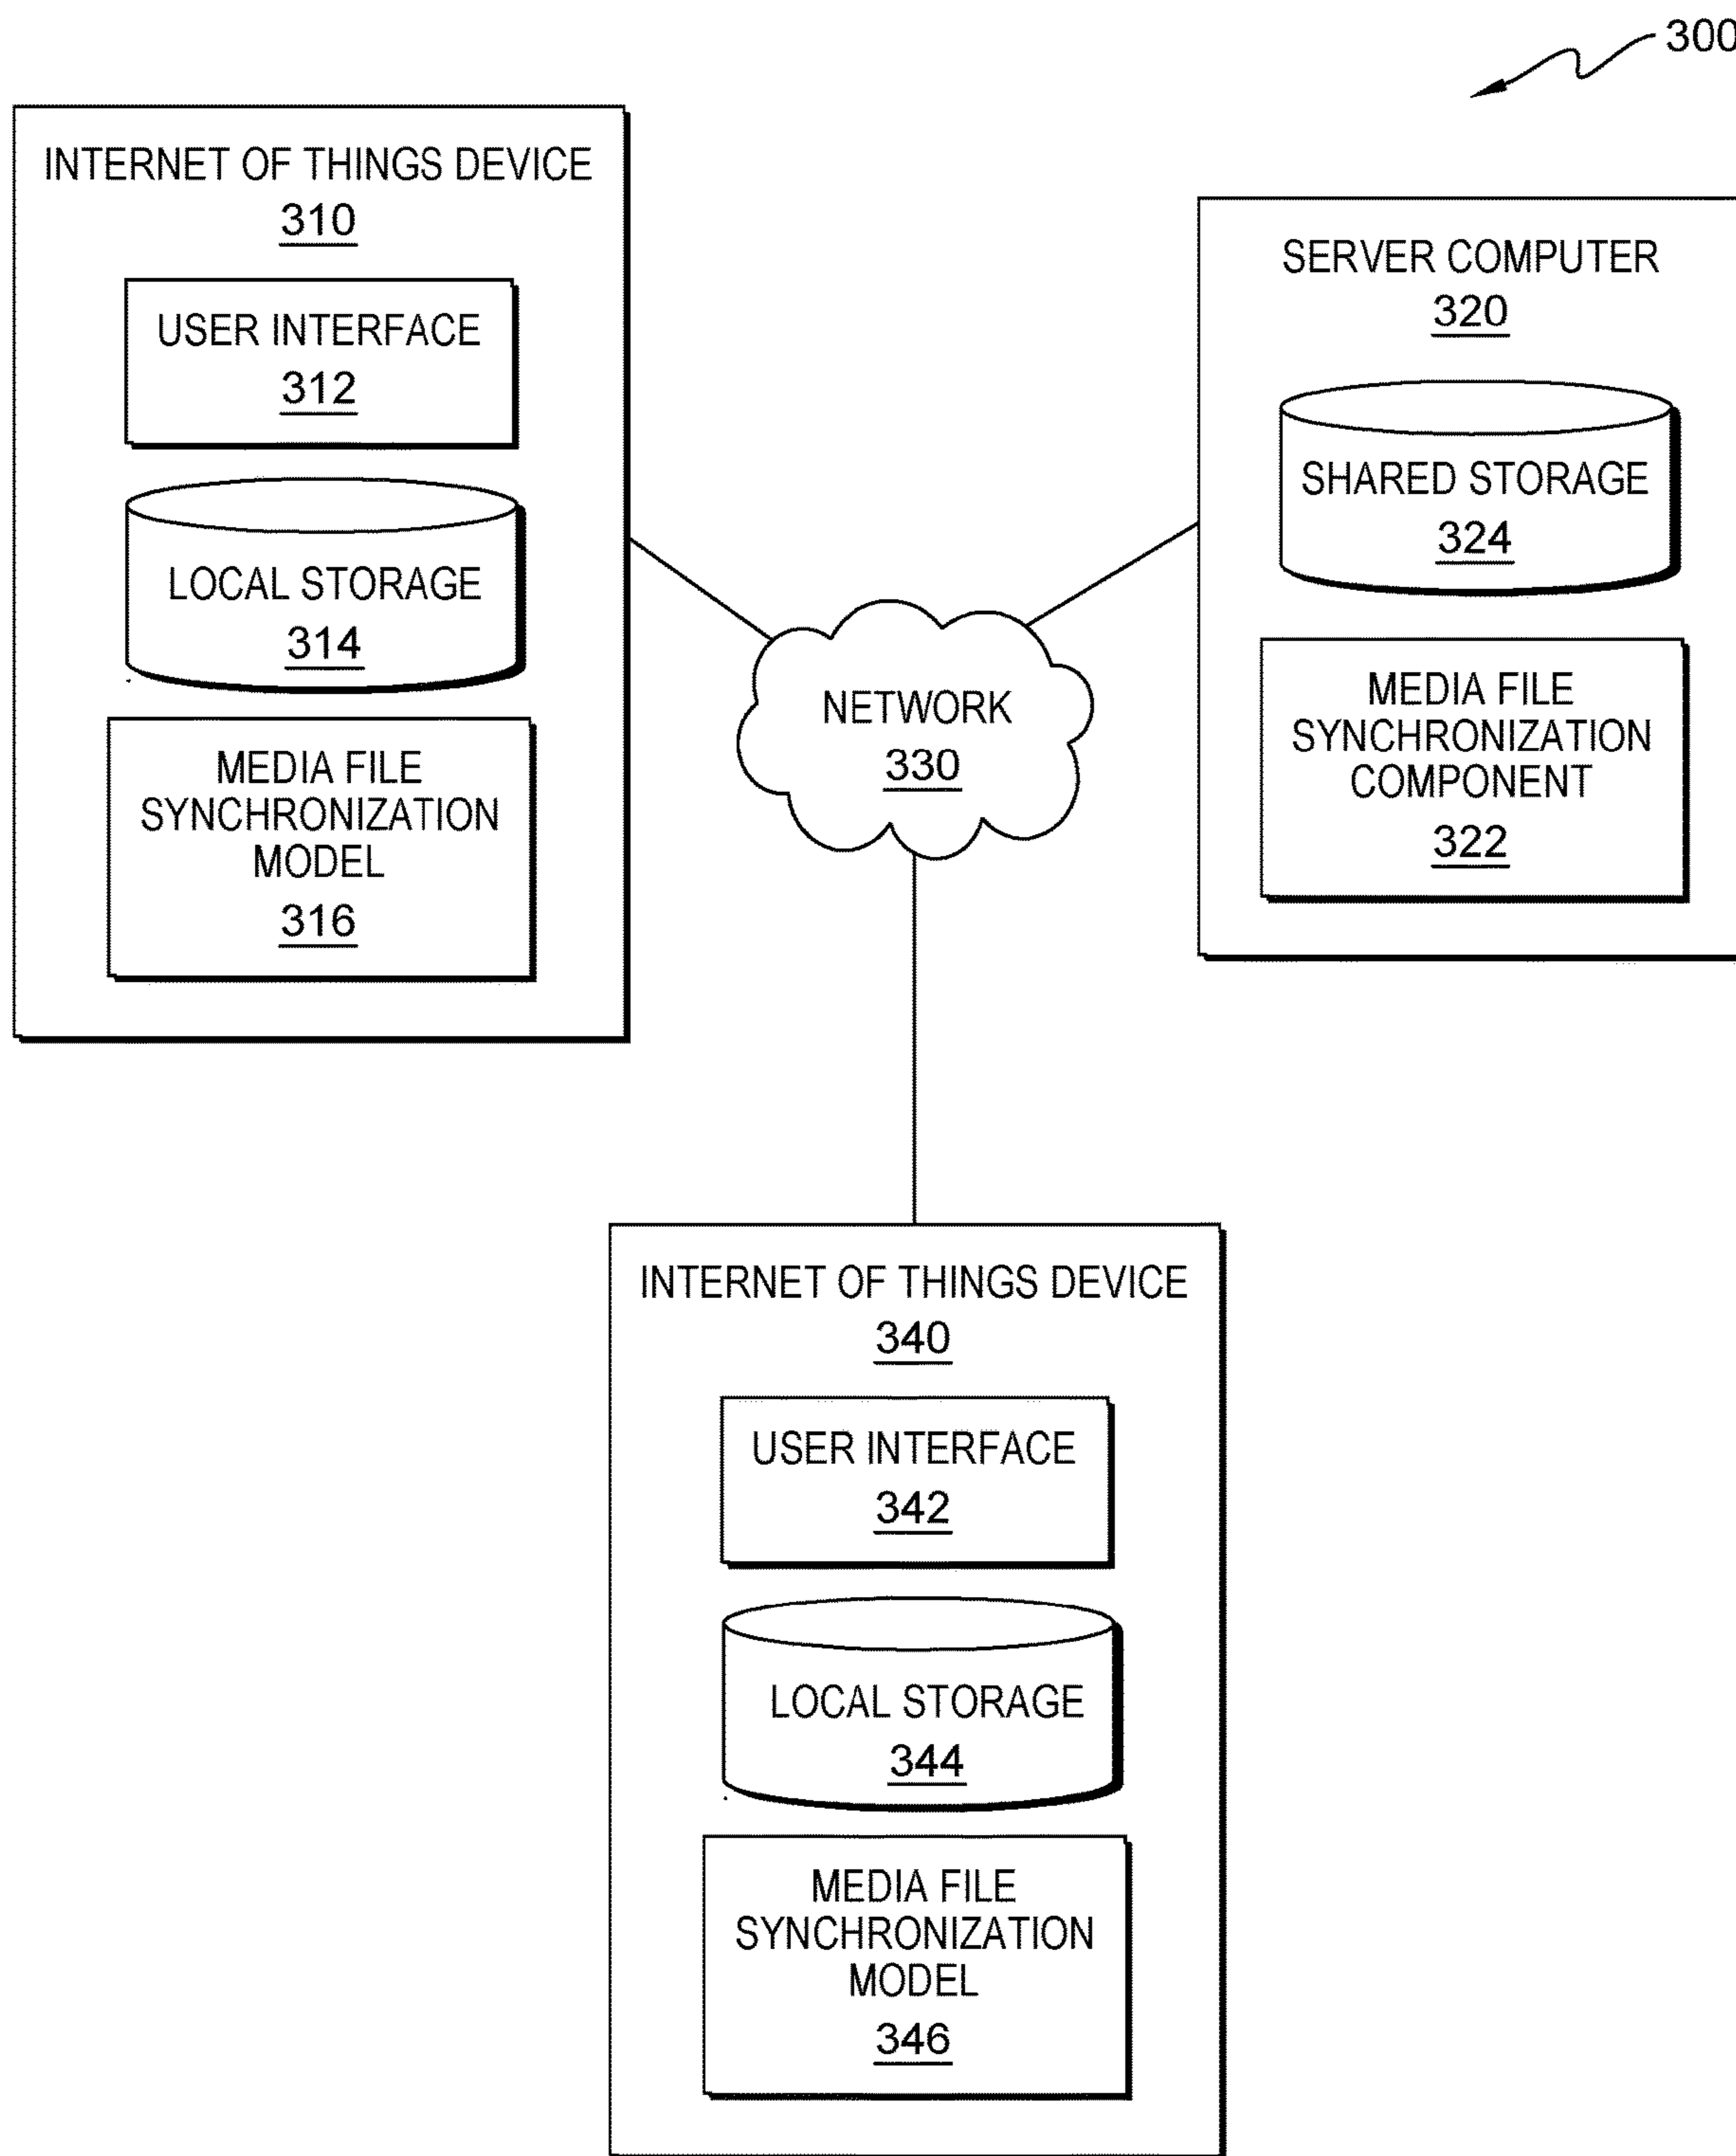 300
INTERNET OF THINGS DEVICE
310
USER INTERFACE
312
LOCAL STORAGE
314
MEDIA FILE
SYNCHRONIZATION
MODEL
316
SERVER COMPUTER
320
SHARED STORAGE
324
MEDIA FILE
SYNCHRONIZATION
COMPONENT
322
NETWORK
330
INTERNET OF THINGS DEVICE
340
USER INTERFACE
342
LOCAL STORAGE
344
MEDIA FILE
SYNCHRONIZATION
MODEL
346